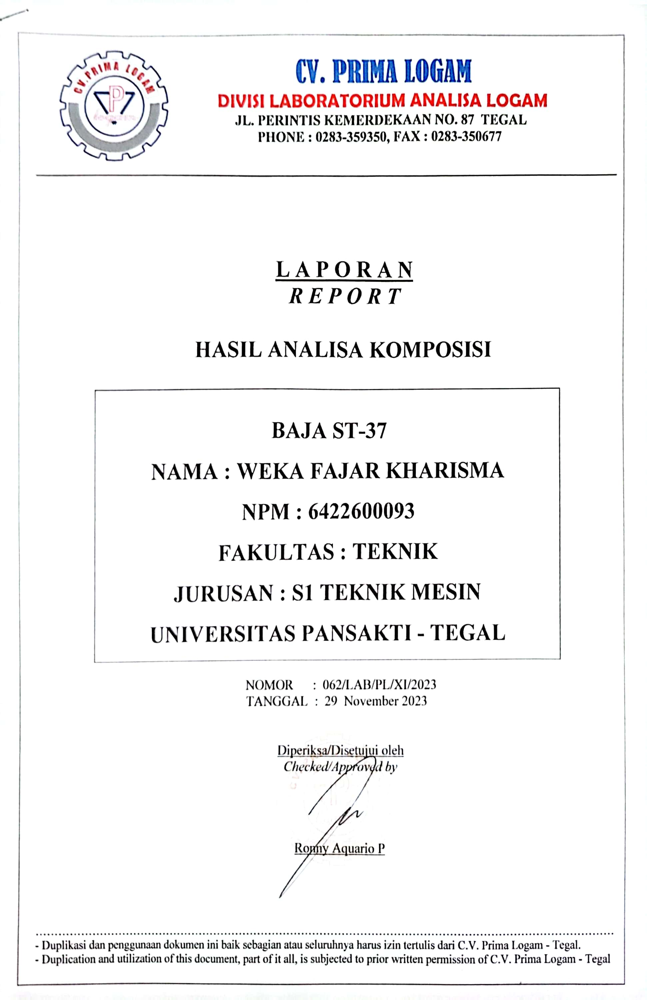 CV. PRIMA LOGAM
CV. PRIMA LOGAM
DIVISI LABORATORIUM ANALISA LOGAM
JL. PERINTIS KEMERDEKAAN NO. 87 TEGAL
PHONE : 0283-359350, FAX : 0283-350677
L A P O R A N
R E P O R T
HASIL ANALISA KOMPOSISI
BAJA ST-37
NAMA : WEKA FAJAR KHARISMA
NPM : 6422600093
FAKULTAS : TEKNIK
JURUSAN : S1 TEKNIK MESIN
UNIVERSITAS PANSAKTI - TEGAL
NOMOR : 062/LAB/PL/XI/2023
TANGGAL : 29 November 2023
Diperiksa/Disetujui oleh
Checked/Approved by
Ronny Aquario P
- Duplikasi dan penggunaan dokumen ini baik sebagian atau seluruhnya harus izin tertulis dari C.V. Prima Logam - Tegal.
- Duplication and utilization of this document, part of it all, is subjected to prior written permission of C.V. Prima Logam - Tegal